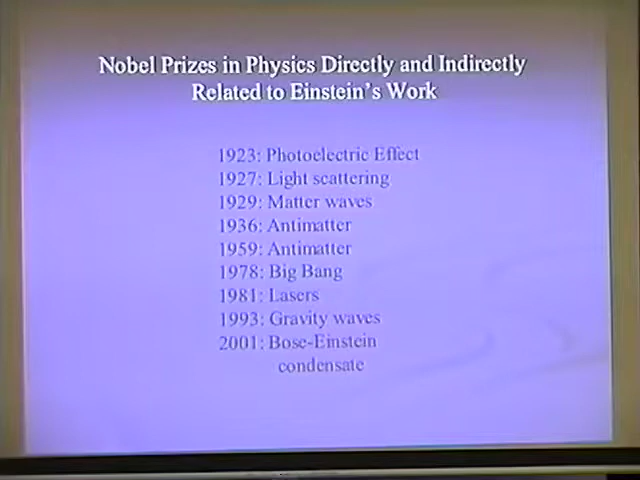 Nobel Prizes in Physics Directly and Indirectly
Related to Einstein's Work
1923: Photoelectric Effect
1927: Light scattering
1929: Matter waves
1936: Antimatter
1959: Antimatter
1978: Big Bang
1981: Lasers
1993: Gravity waves
2001: Bose-Einstein
condensate